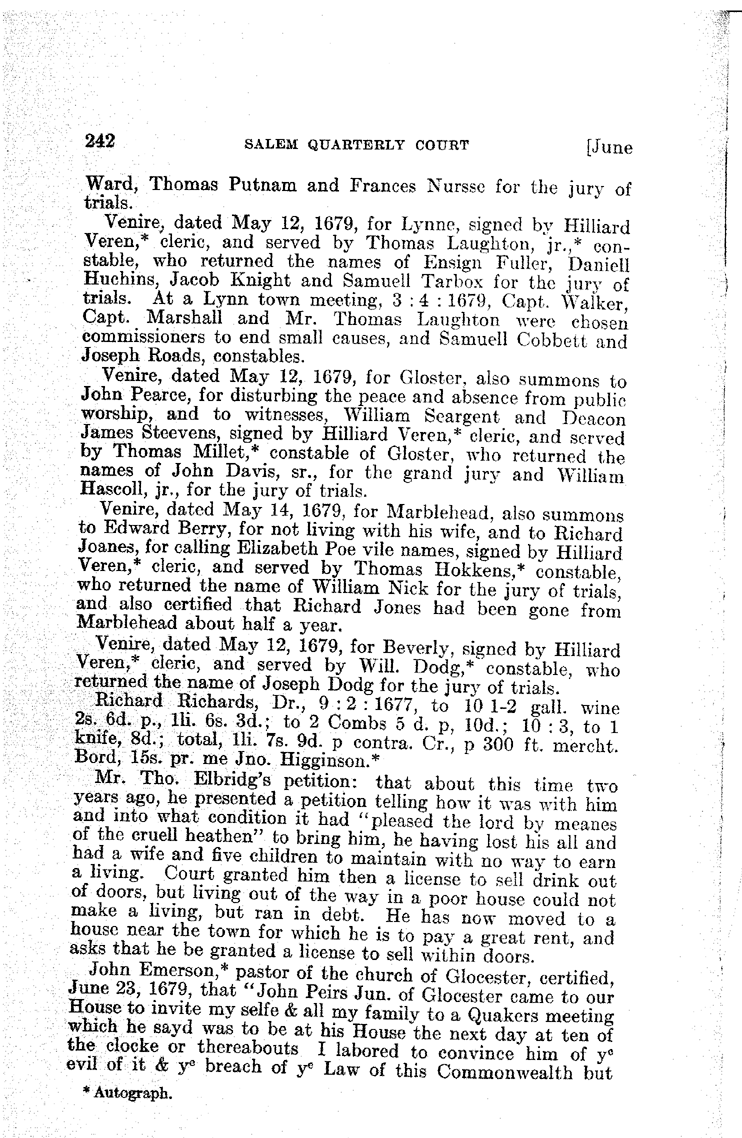 242 SALEM QUARTERLY COURT [June
Ward, Thomas Putnam and Frances Nursse for the jury of
trials.
Venire, dated May 12, 1679, for Lynne, signed by Hilliard
Veren,* cleric, and served by Thomas Laughton, jr.,* con-
stable, who returned the names of Ensign Fuller, Daniell
Huchins, Jacob Knight and Samuell Tarbox for the jury of
trials. At a Lynn town meeting, 3 : 4 : 1679, Capt. Walker,
Capt. Marshall and Mr. Thomas Laughton were chosen
commissioners to end small causes, and Samuell Cobbett and
Joseph Roads, constables.
Venire, dated May 12, 1679, for Gloster, also summons to
John Pearce, for disturbing the peace and absence from public
worship, and to witnesses, William Seargent and Deacon
James Steevens, signed by Hilliard Veren,* cleric, and served
by Thomas Millet,* constable of Gloster, who returned the
names of John Davis, sr., for the grand jury and William
Hascoll, jr., for the jury of trials.
Venire, dated May 14, 1679, for Marblehead, also summons
to Edward Berry, for not living with his wife, and to Richard
Joanes, for calling Elizabeth Poe vile names, signed by Hilliard
Veren,* cleric, and served by Thomas Hokkens,* constable,
who returned the name of William Nick for the jury of trials,
and also certified that Richard Jones had been gone from
Marblehead about half a year.
Venire, dated May 12, 1679, for Beverly, signed by Hilliard
Veren,* cleric, and served by Will. Dodg,* constable, who
returned the name of Joseph Dodg for the jury of trials.
Richard Richards, Dr., 9 : 2 : 1677, to 10 1-2 gall. wine
2s. 6d. p., 1li. 6s. 3d.; to 2 Combs 5 d. p, 10d.; 10 : 3, to 1
knife, 8d.; total, 1li. 7s. 9d. p contra. Cr., p 300 ft. mercht.
Bord, 15s. pr. me Jno. Higginson.*
Mr. Tho. Elbridg's petition: that about this time two
years ago, he presented a petition telling how it was with him
and into what condition it had "pleased the lord by meanes
of the cruell heathen" to bring him, he having lost his all and
had a wife and five children to maintain with no way to earn
a living. Court granted him then a license to sell drink out
of doors, but living out of the way in a poor house could not
make a living, but ran in debt. He has now moved to a
house near the town for which he is to pay a great rent, and
asks that he be granted a license to sell within doors.
John Emerson,* pastor of the church of Glocester, certified,
June 23, 1679, that "John Peirs Jun. of Glocester came to our
House to invite my selfe & all my family to a Quakers meeting
which he sayd was to be at his House the next day at ten of
the clocke or thereabouts I labored to convince him of yᵉ
evil of it & yᵉ breach of yᵉ Law of this Commonwealth but
* Autograph.